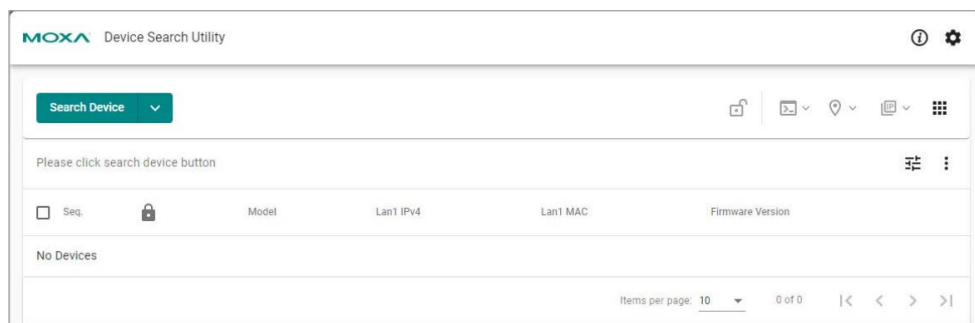 MOXA Device Search Utility
Search Device
Please click search device button
Seq. Model Lan1 IPv4 Lan1 MAC Firmware Version
No Devices
Items per page: 10 0 of 0